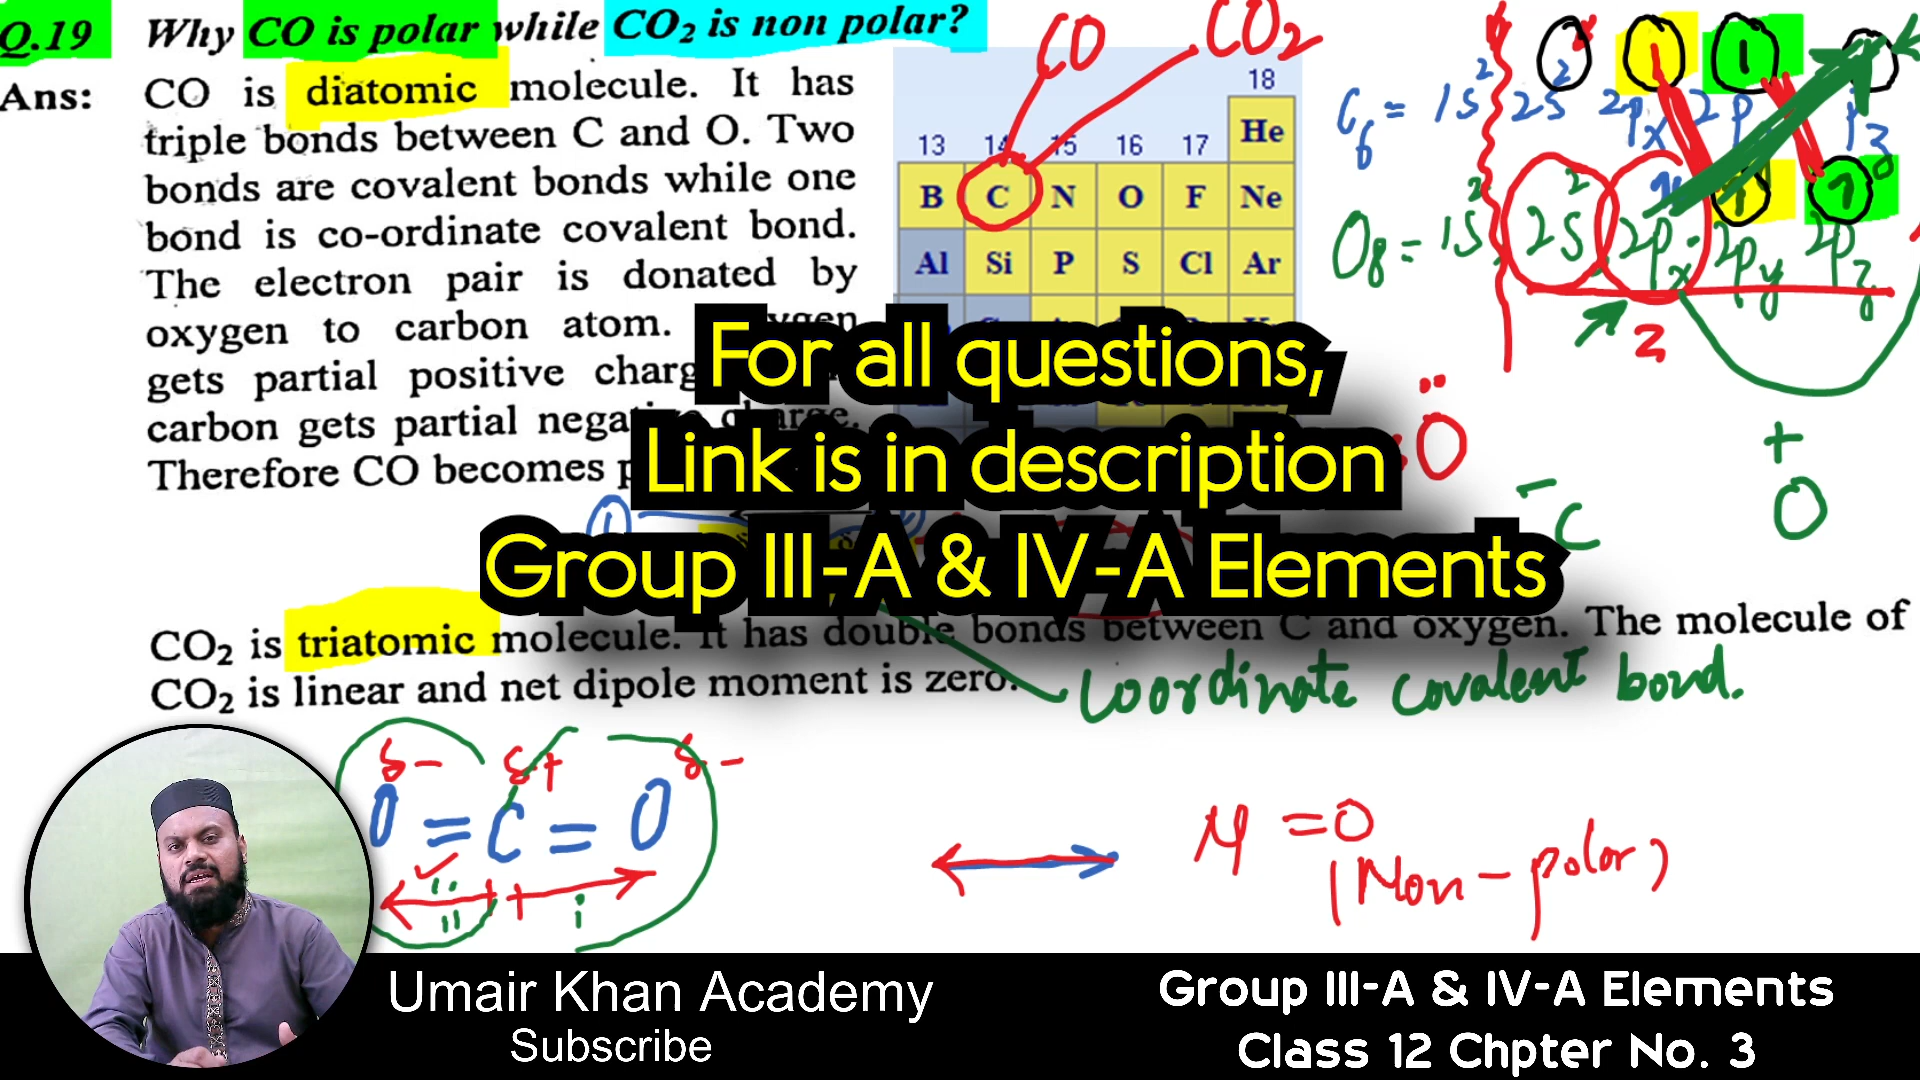 Q.19 Why CO is polar while CO₂ is non polar?
Ans: CO is diatomic molecule. It has
triple bonds between C and O. Two
bonds are covalent bonds while one
bond is co-ordinate covalent bond.
The electron pair is donated by
oxygen to carbon atom.
gets partial positive
carbon gets partial
Therefore CO becomes
CO₂ is triatomic molecule. It has double bonds between C and oxygen. The molecule of
CO₂ is linear and net dipole moment is zero.
CO CO₂
18
13 14 15 16 17 He
B C N O F Ne
Al Si P S Cl Ar
C₆ = 1s² 2s² 2pₓ
O₈ = 1s² 2s² 2pₓ 2py 2pz
2
Ö
+
- C O
For all questions,
Link is in description
Group III-A & IV-A Elements
Coordinate covalent bond.
δ- δ+ δ-
O = C = O
ii i
μ = 0
(Non-polar)
Umair Khan Academy
Subscribe
Group III-A & IV-A Elements
Class 12 Chpter No. 3